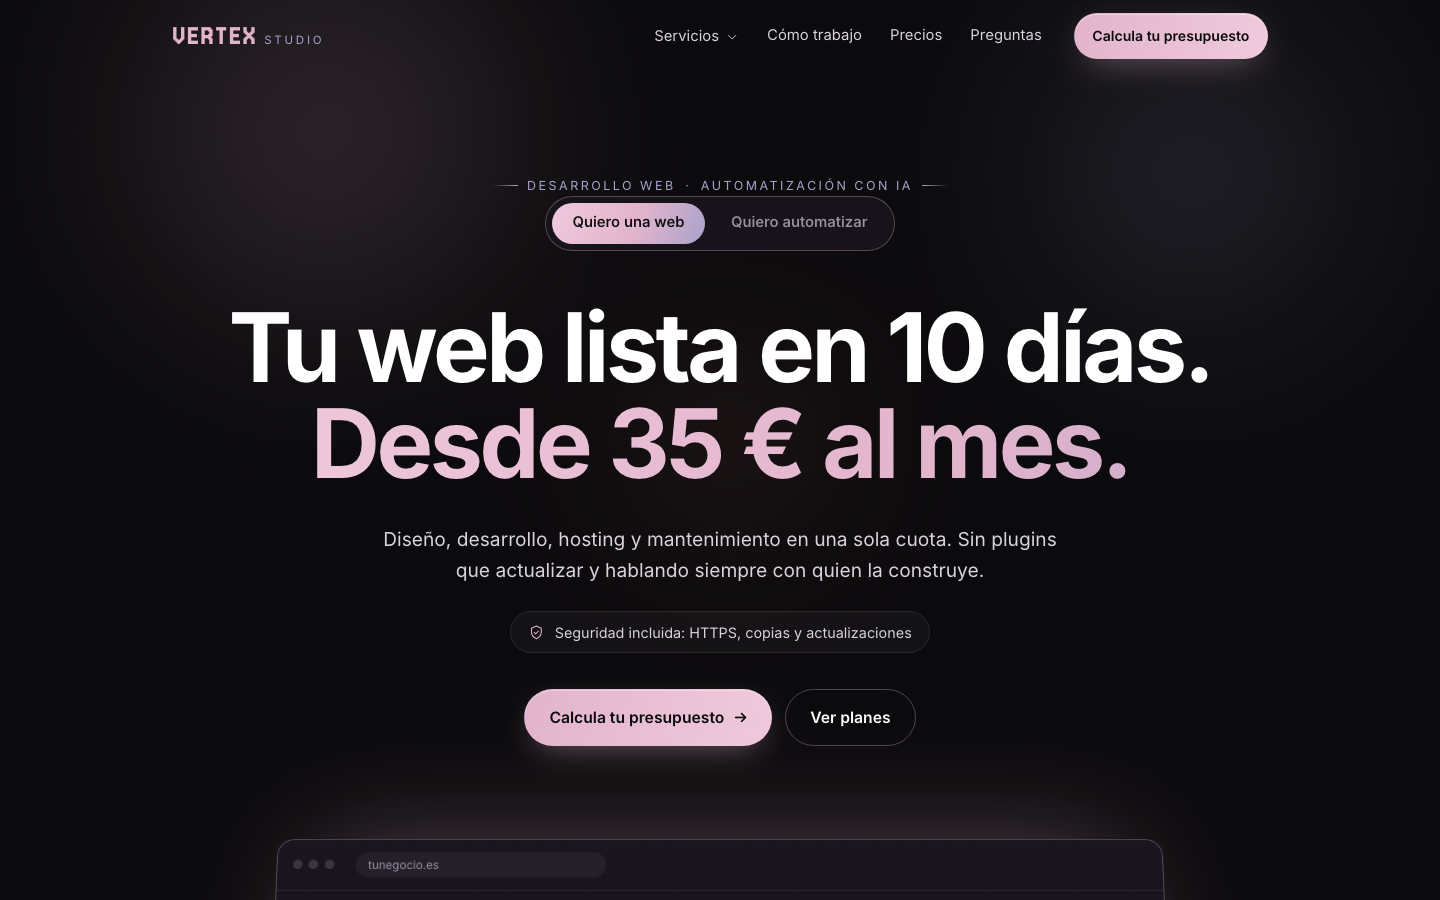 VERTEX STUDIO
Servicios
Cómo trabajo
Precios
Preguntas
Calcula tu presupuesto
DESARROLLO WEB · AUTOMATIZACIÓN CON IA
Quiero una web
Quiero automatizar
Tu web lista en 10 días.
Desde 35 € al mes.
Diseño, desarrollo, hosting y mantenimiento en una sola cuota. Sin plugins
que actualizar y hablando siempre con quien la construye.
Seguridad incluida: HTTPS, copias y actualizaciones
Calcula tu presupuesto →
Ver planes
tunegocio.es